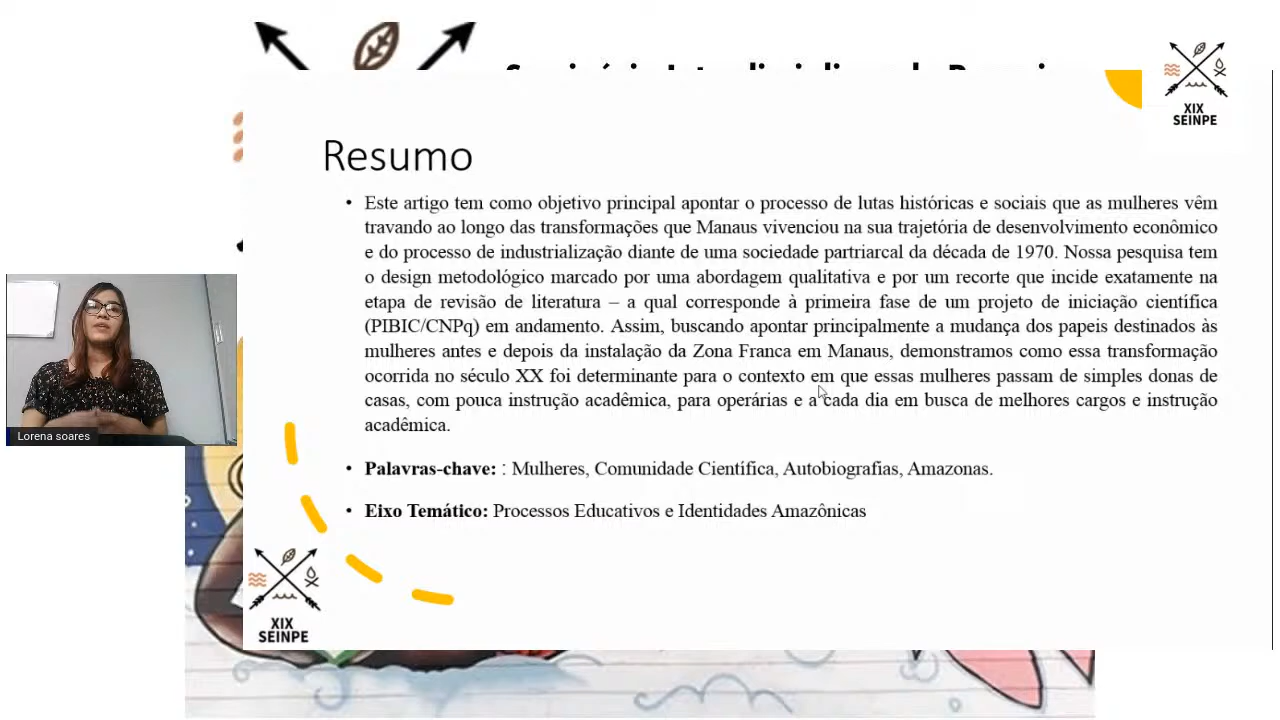 XIX
SEINPE
Resumo
• Este artigo tem como objetivo principal apontar o processo de lutas históricas e sociais que as mulheres vêm
travando ao longo das transformações que Manaus vivenciou na sua trajetória de desenvolvimento econômico
e do processo de industrialização diante de uma sociedade partriarcal da década de 1970. Nossa pesquisa tem
o design metodológico marcado por uma abordagem qualitativa e por um recorte que incide exatamente na
etapa de revisão de literatura – a qual corresponde à primeira fase de um projeto de iniciação científica
(PIBIC/CNPq) em andamento. Assim, buscando apontar principalmente a mudança dos papeis destinados às
mulheres antes e depois da instalação da Zona Franca em Manaus, demonstramos como essa transformação
ocorrida no século XX foi determinante para o contexto em que essas mulheres passam de simples donas de
casas, com pouca instrução acadêmica, para operárias e a cada dia em busca de melhores cargos e instrução
acadêmica.
• Palavras-chave: : Mulheres, Comunidade Científica, Autobiografias, Amazonas.
• Eixo Temático: Processos Educativos e Identidades Amazônicas
Lorena soares
XIX
SEINPE